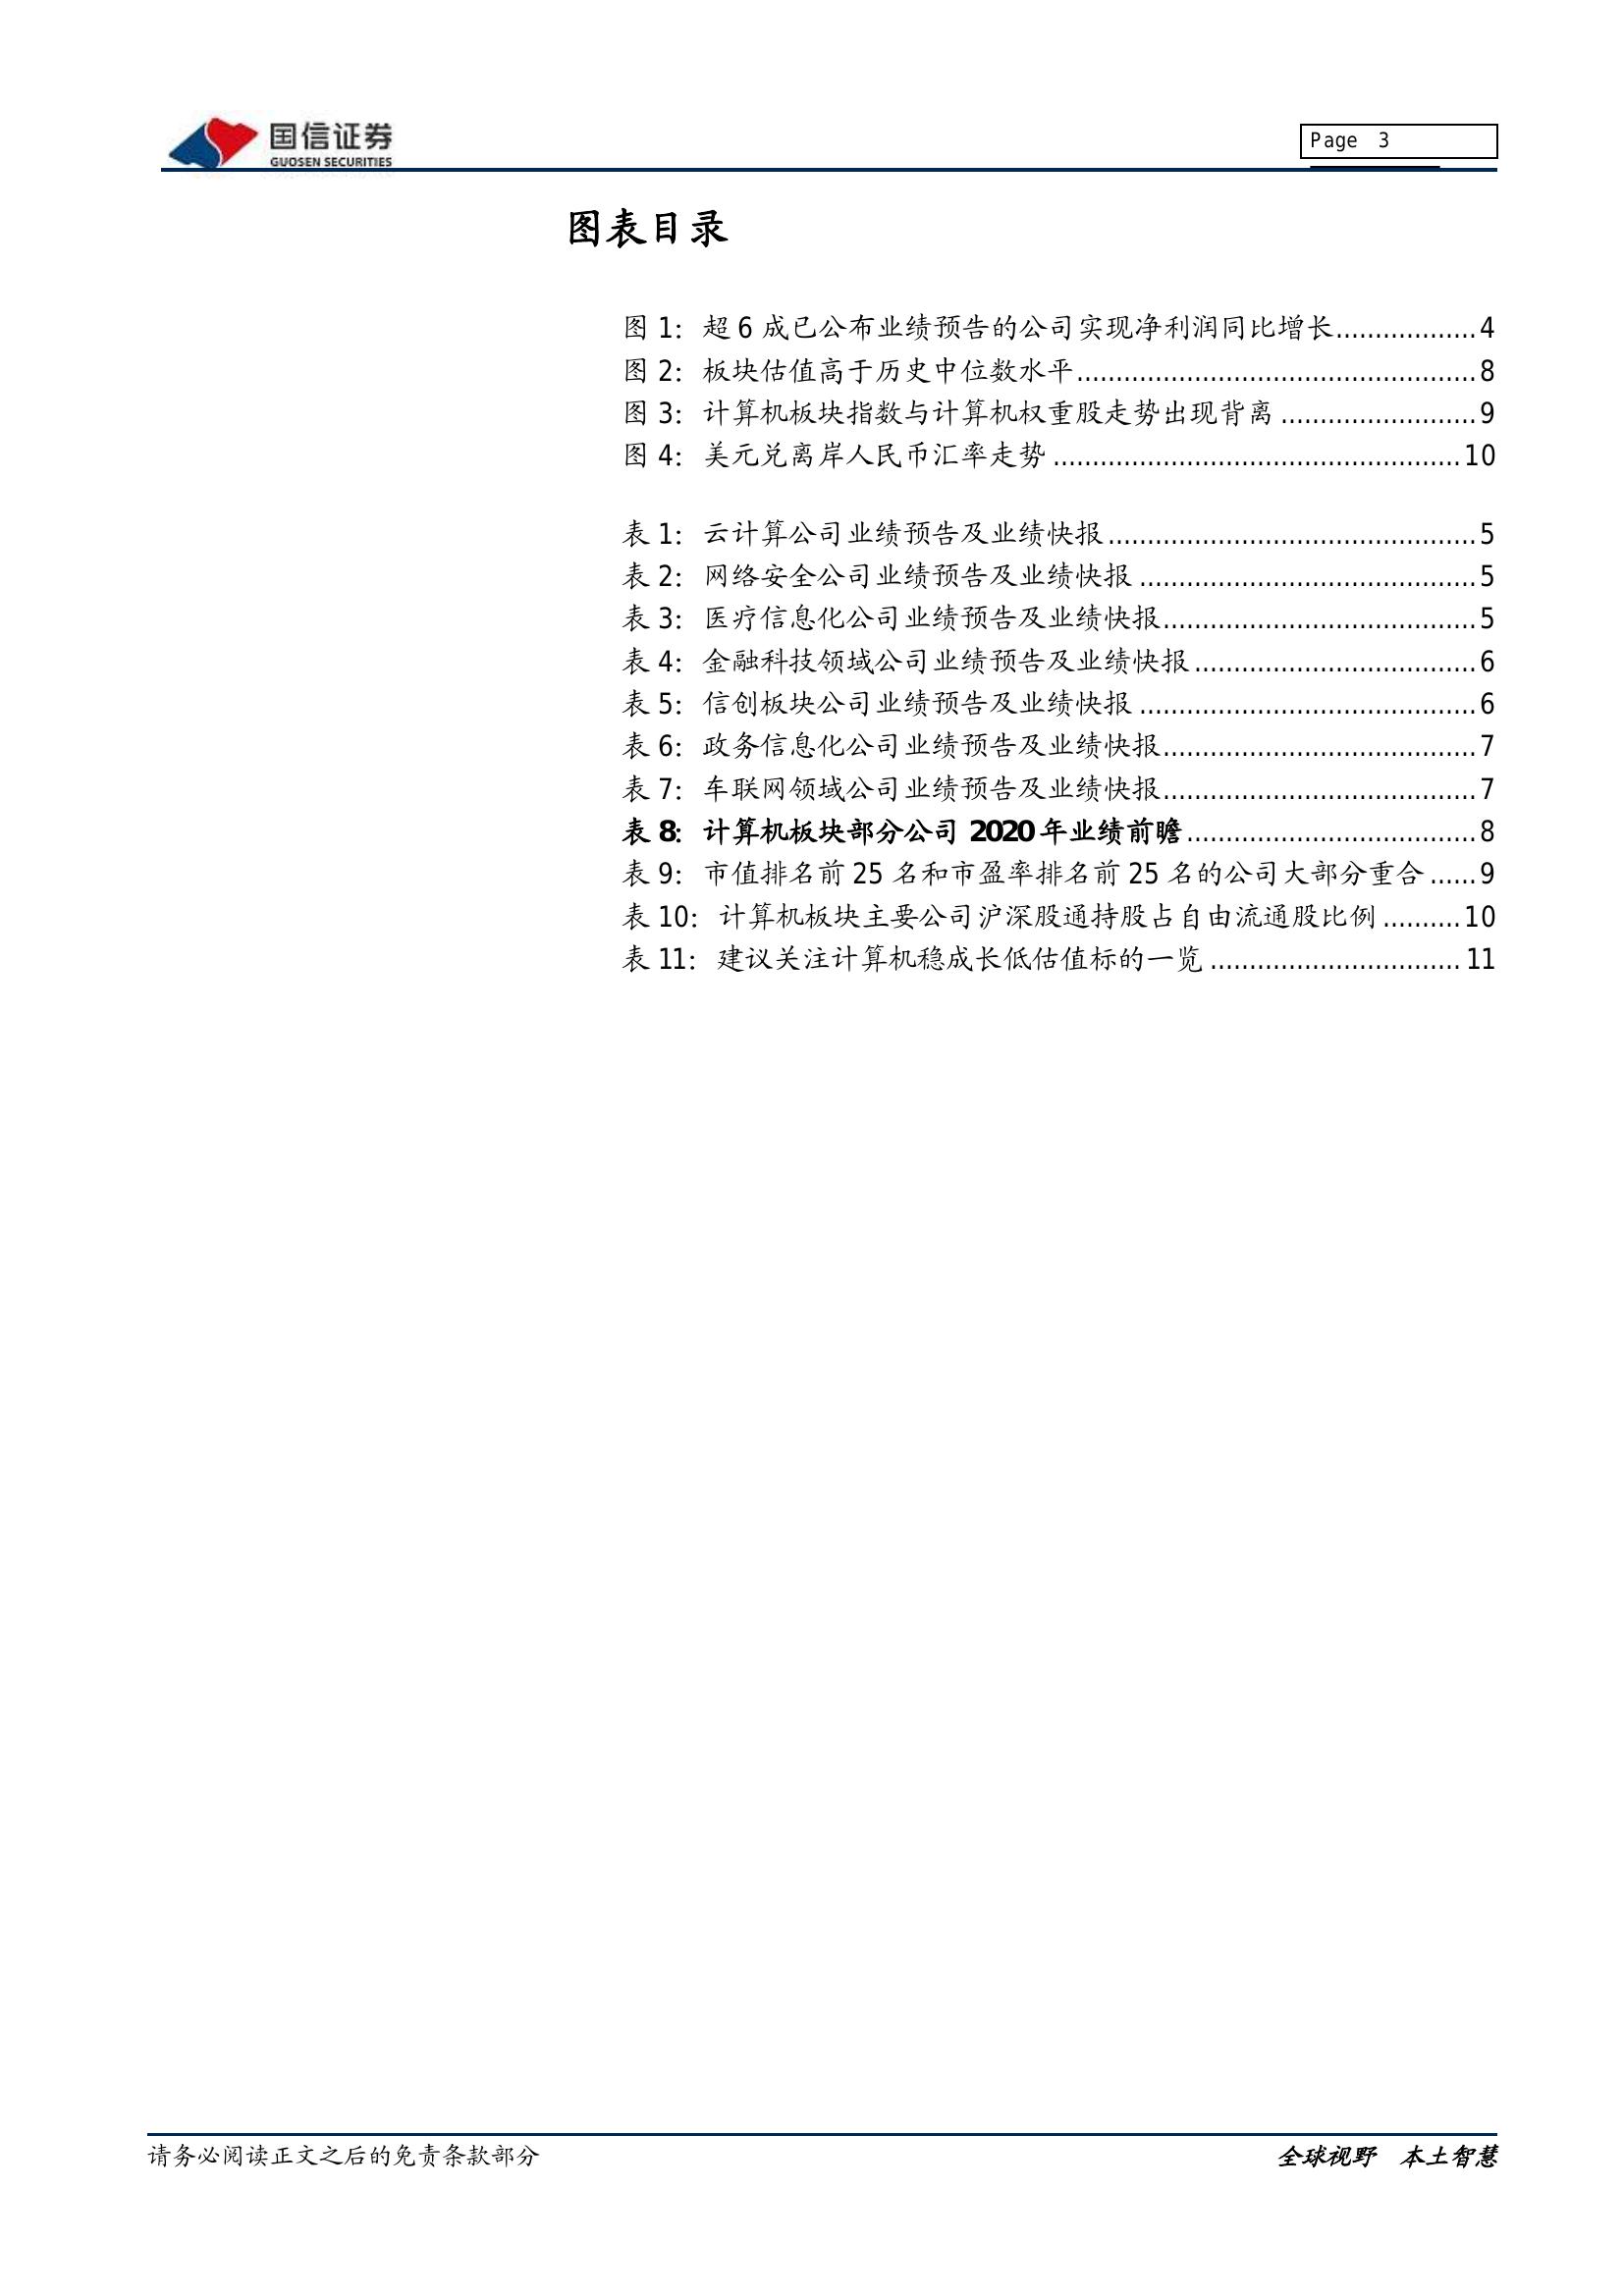 国信证券
GUOSEN SECURITIES
Page 3
图表目录
图 1：超 6 成已公布业绩预告的公司实现净利润同比增长..................4
图 2：板块估值高于历史中位数水平...................................................8
图 3：计算机板块指数与计算机权重股走势出现背离.........................9
图 4：美元兑离岸人民币汇率走势....................................................10
表 1：云计算公司业绩预告及业绩快报...............................................5
表 2：网络安全公司业绩预告及业绩快报...........................................5
表 3：医疗信息化公司业绩预告及业绩快报........................................5
表 4：金融科技领域公司业绩预告及业绩快报....................................6
表 5：信创板块公司业绩预告及业绩快报...........................................6
表 6：政务信息化公司业绩预告及业绩快报........................................7
表 7：车联网领域公司业绩预告及业绩快报........................................7
表 8：计算机板块部分公司 2020 年业绩前瞻.....................................8
表 9：市值排名前 25 名和市盈率排名前 25 名的公司大部分重合......9
表 10：计算机板块主要公司沪深股通持股占自由流通股比例..........10
表 11：建议关注计算机稳成长低估值标的一览................................11
请务必阅读正文之后的免责条款部分
全球视野 本土智慧